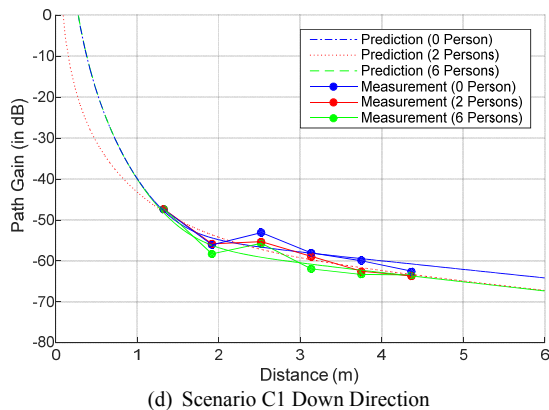 0
-10
-20
-30
-40
-50
-60
-70
-80
Path Gain (in dB)
Prediction (0 Person)
Prediction (2 Persons)
Prediction (6 Persons)
Measurement (0 Person)
Measurement (2 Persons)
Measurement (6 Persons)
0 1 2 3 4 5 6
Distance (m)
(d) Scenario C1 Down Direction